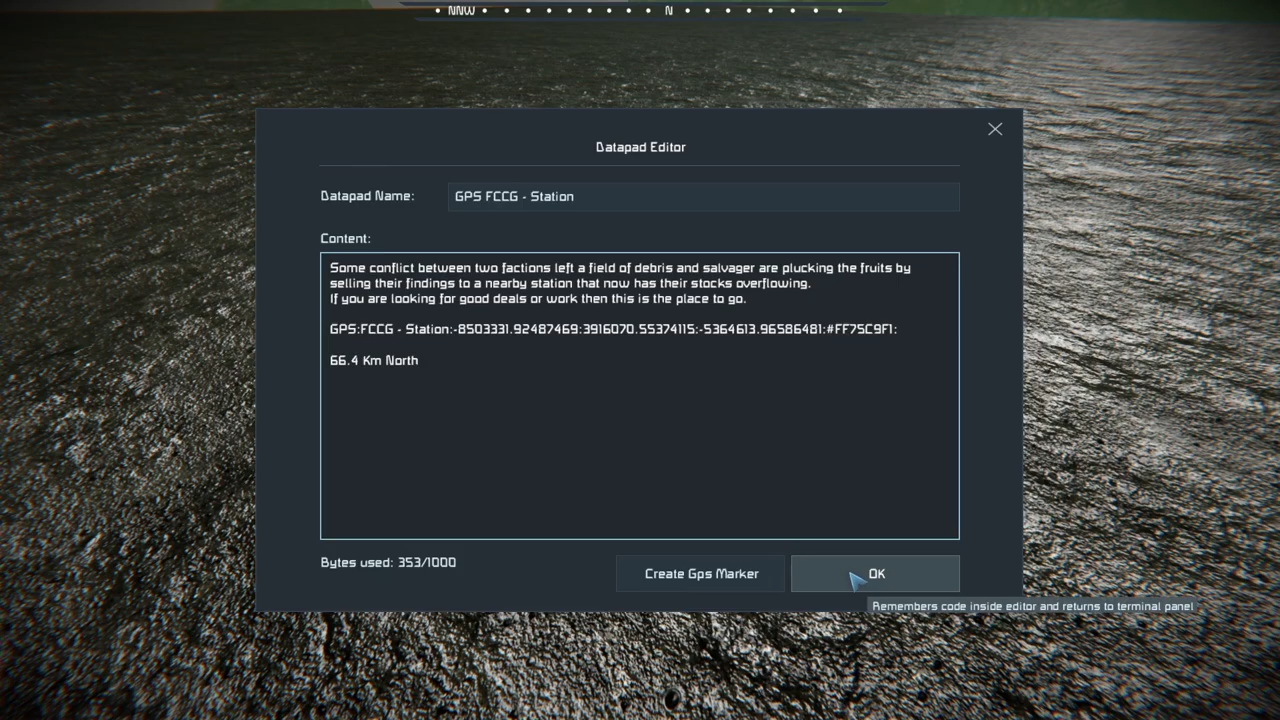 NNW N
Datapad Editor
Datapad Name: GPS FCCG - Station
Content:
Some conflict between two factions left a field of debris and salvager are plucking the fruits by
selling their findings to a nearby station that now has their stocks overflowing.
If you are looking for good deals or work then this is the place to go.
GPS:FCCG - Station:-8503331.92487469:3916070.55374115:-5364613.96586481:#FF75C9F1:
66.4 Km North
Bytes used: 353/1000
Create Gps Marker
OK
Remembers code inside editor and returns to terminal panel